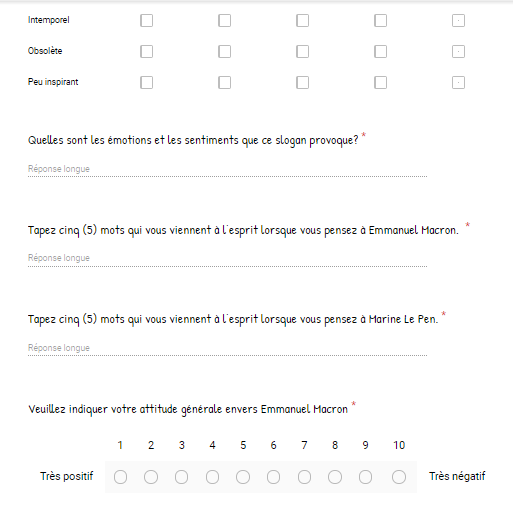 Intemporel
Obsolète
Peu inspirant
Quelles sont les émotions et les sentiments que ce slogan provoque? *
Réponse longue
Tapez cinq (5) mots qui vous viennent à l'esprit lorsque vous pensez à Emmanuel Macron. *
Réponse longue
Tapez cinq (5) mots qui vous viennent à l'esprit lorsque vous pensez à Marine Le Pen. *
Réponse longue
Veuillez indiquer votre attitude générale envers Emmanuel Macron *
1 2 3 4 5 6 7 8 9 10
Très positif Très négatif